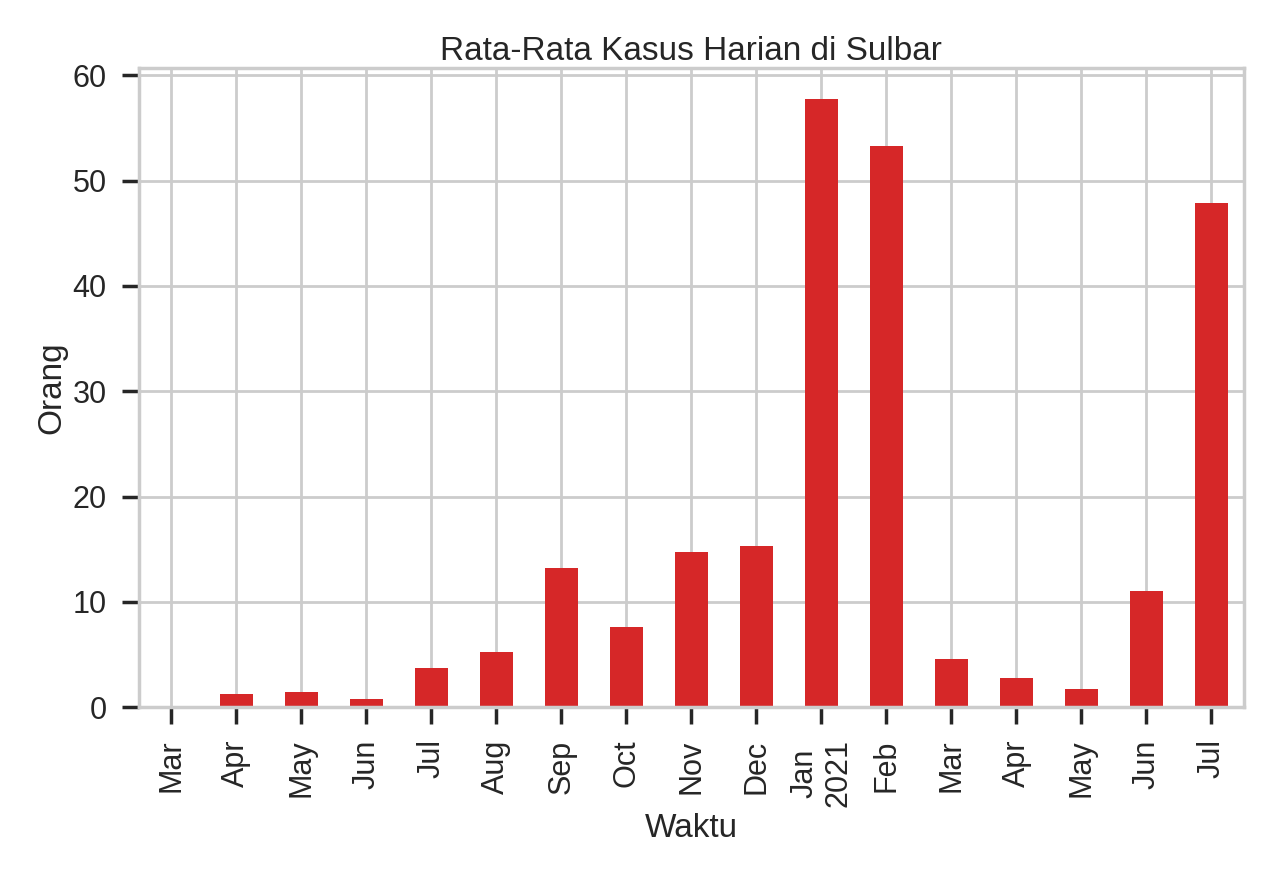 Rata-Rata Kasus Harian di Sulbar
60
50
40
30
20
10
0
Orang
Mar
Apr
May
Jun
Jul
Aug
Sep
Oct
Nov
Dec
Jan
2021
Feb
Mar
Apr
May
Jun
Jul
Waktu